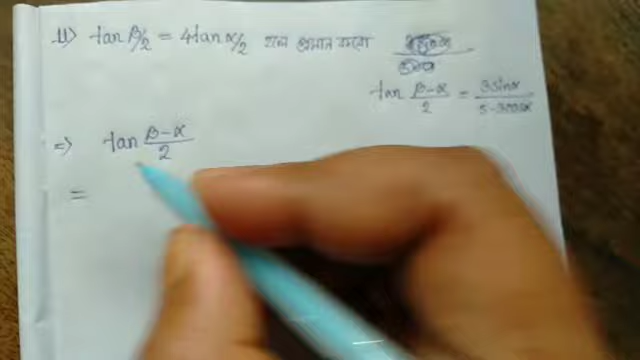 11> tan β/2 = 4tan α/2 হলে প্রমাণ করো
tan β-α/2 = 3sinα/5-3cosα
=> tan β-α/2
=